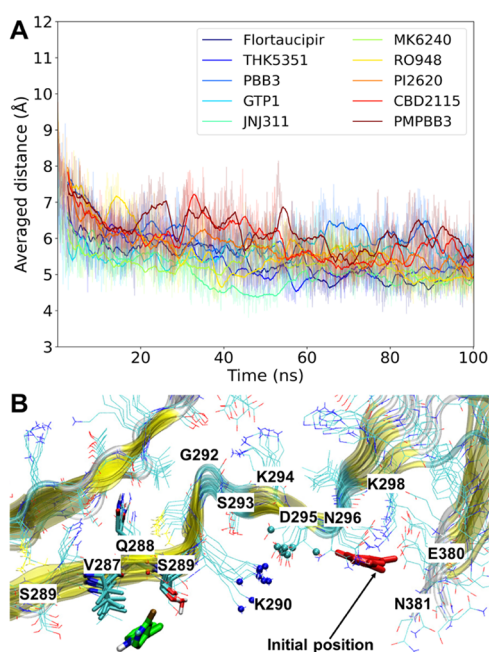 A
Averaged distance (Å)
12
11
10
9
8
7
6
5
4
3
Flortaucipir
THK5351
PBB3
GTP1
JNJ311
MK6240
RO948
PI2620
CBD2115
PMPBB3
20
40
60
80
100
Time (ns)
B
G292
K294
S293
K298
D295
N296
Q288
V287
S289
E380
S289
K290
N381
Initial position